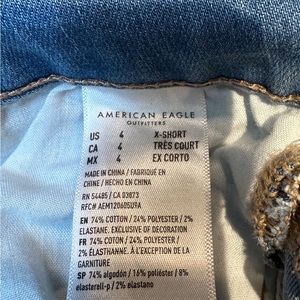 AMERICAN EAGLE
OUTFITTERS
US 4 X-SHORT
CA 4 TRÈS COURT
MX 4 EX CORTO
MADE IN CHINA / FABRIQUÉ EN
CHINE / HECHO EN CHINA
RN 54485 / CA 03873
RFC# AEM120605U9A
EN 74% COTTON / 24% POLYESTER / 2%
ELASTANE. EXCLUSIVE OF DECORATION
FR 74% COTON / 24% POLYESTER /
2% ÉLASTHANNE. À L'EXCEPTION DE LA
GARNITURE
SP 74% algodón / 16% poliéster / 8%
elasterell-p / 2% elastano